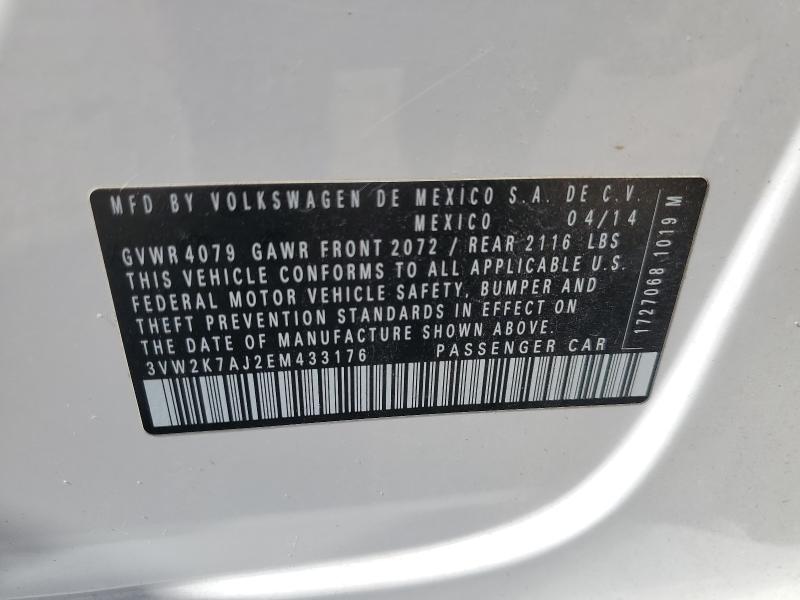 MFD BY VOLKSWAGEN DE MEXICO S.A. DE C.V.
MEXICO 04/14
GVWR 4079 GAWR FRONT 2072 / REAR 2116 LBS
THIS VEHICLE CONFORMS TO ALL APPLICABLE U.S.
FEDERAL MOTOR VEHICLE SAFETY, BUMPER AND
THEFT PREVENTION STANDARDS IN EFFECT ON
THE DATE OF MANUFACTURE SHOWN ABOVE.
3VW2K7AJ2EM433176 PASSENGER CAR
1727068 1019 M